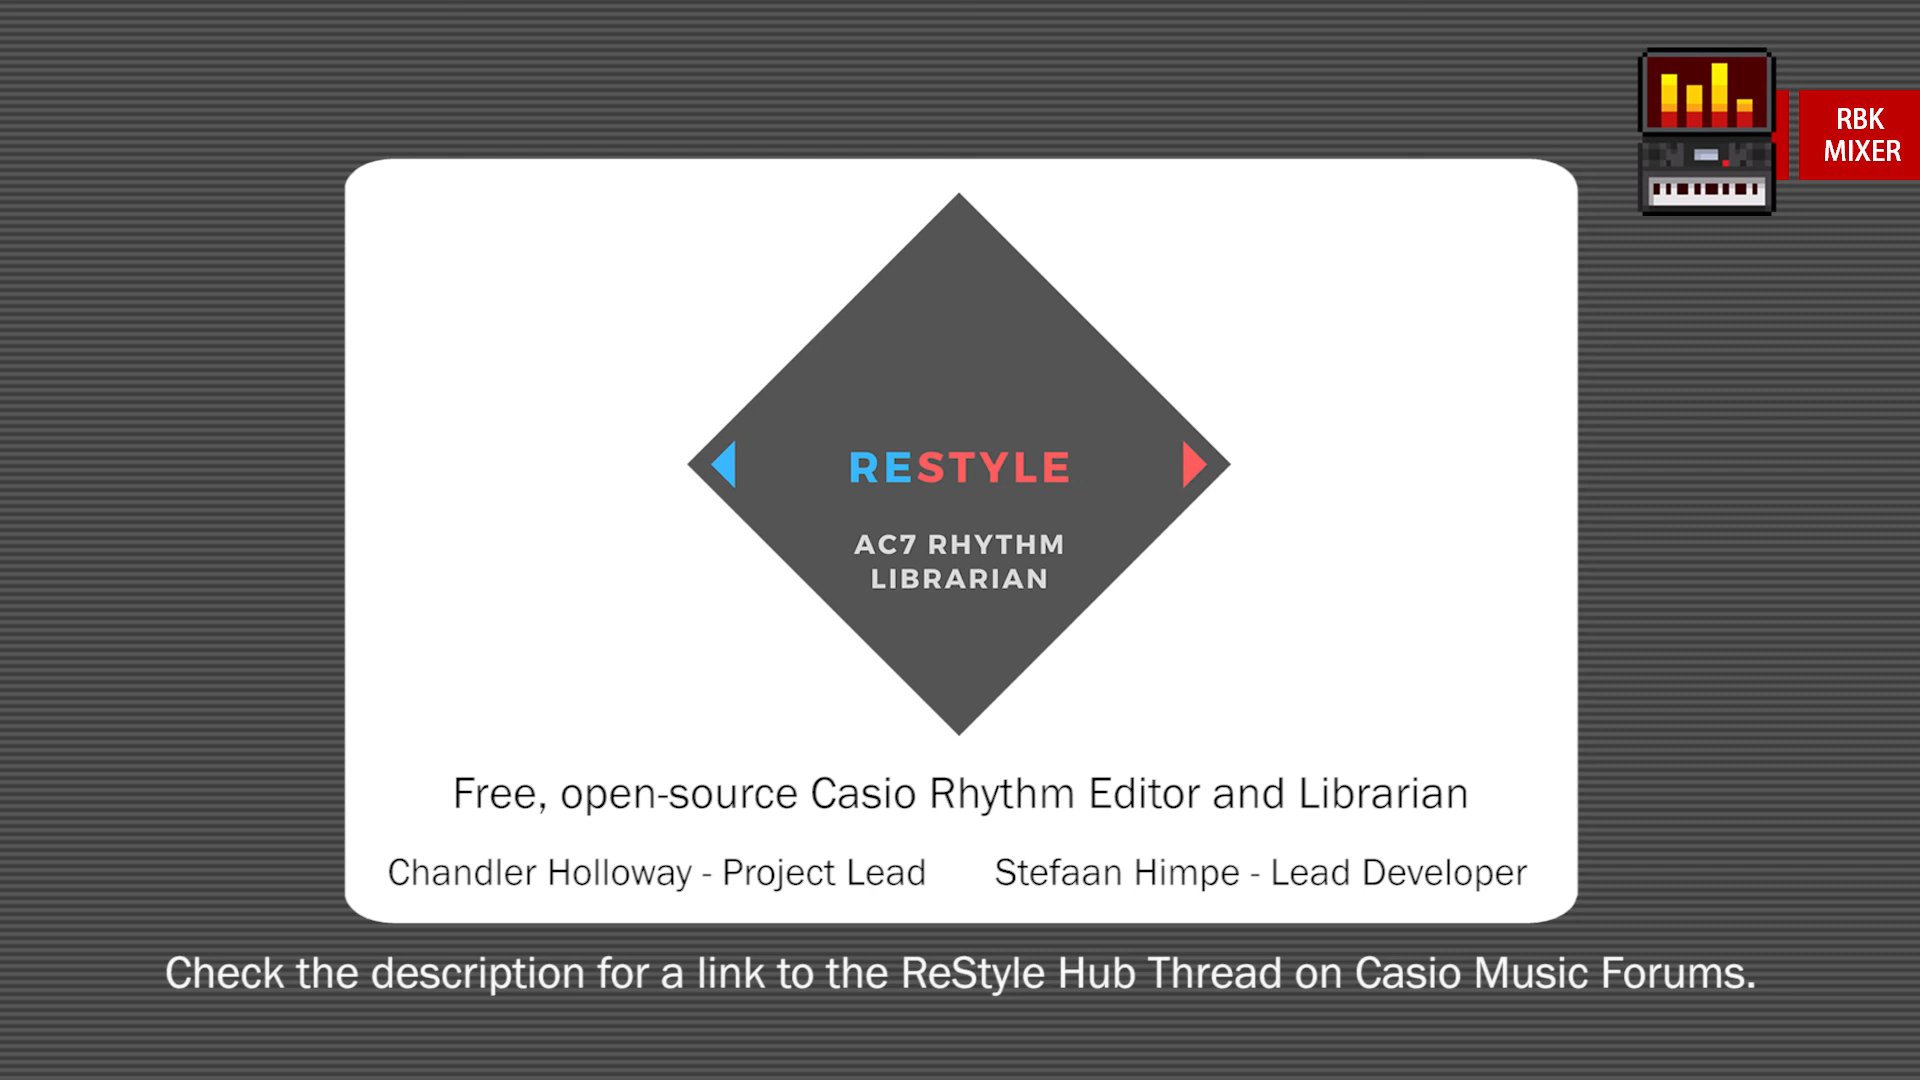 RBK
MIXER
RESTYLE
AC7 RHYTHM
LIBRARIAN
Free, open-source Casio Rhythm Editor and Librarian
Chandler Holloway - Project Lead
Stefaan Himpe - Lead Developer
Check the description for a link to the ReStyle Hub Thread on Casio Music Forums.